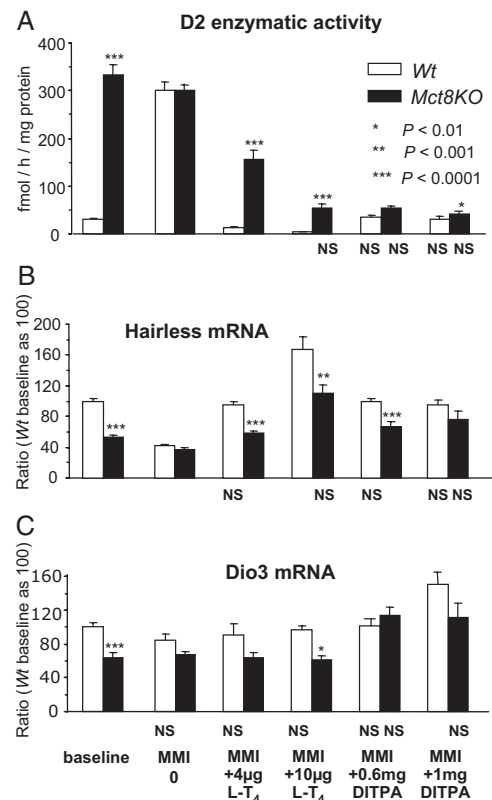 A
D2 enzymatic activity
fmol / h / mg protein
400
300
200
100
0
***
***
***
*
Wt
Mct8KO
* P < 0.01
** P < 0.001
*** P < 0.0001
NS NS NS NS NS
B
Hairless mRNA
Ratio (Wt baseline as 100)
200
160
120
80
40
0
***
***
**
***
NS NS NS NS NS
C
Dio3 mRNA
Ratio (Wt baseline as 100)
160
120
80
40
0
***
*
NS NS NS NS NS NS
baseline MMI MMI MMI MMI MMI
0 +4µg +10µg +0.6mg +1mg
L-T4 L-T4 DITPA DITPA